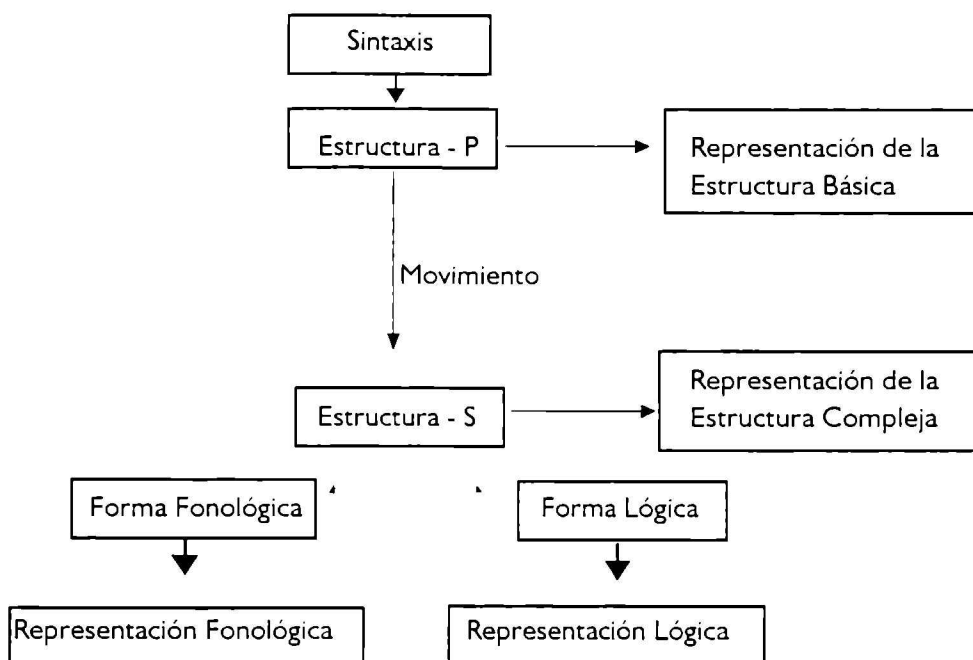 Sintaxis
Estructura - P
Representación de la
Estructura Básica
Movimiento
Estructura - S
Representación de la
Estructura Compleja
Forma Fonológica
Forma Lógica
Representación Fonológica
Representación Lógica